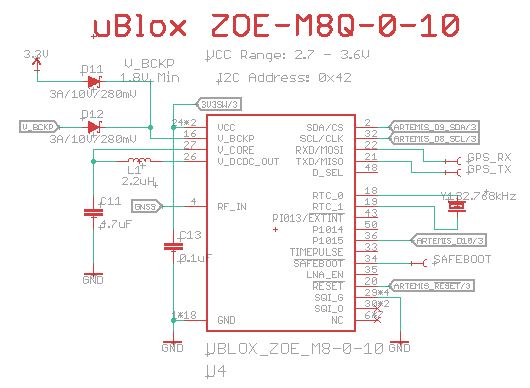 uBlox ZOE-M8Q-0-10
VCC Range: 2.7 - 3.6V
I2C Address: 0x42
3.3V
D11
3A/10V/280mV
V_BCKP
1.8V Min
D12
3A/10V/280mV
V_BCKP
3V3SW/3
24*2 VCC
16 V_BCKP
27 V_CORE
26 V_DCDC_OUT
L1
2.2uH
C11
4.7uF
GND
GNSS
4 RF_IN
C13
0.1uF
1*18 GND
GND
SDA/CS 2 ARTEMIS_D9_SDA/3
SCL/CLK 32 ARTEMIS_D8_SCL/3
RXD/MOSI 22 GPS_RX
TXD/MISO 21 GPS_TX
D_SEL 48
RTC_0 18
RTC_1 19
Y1 32.768kHz
PIO13/EXTINT 43
PIO14 50
PIO15 36 ARTEMIS_D10/3
TIMEPULSE 33
SAFEBOOT 34 SAFEBOOT
LNA_EN 35
RESET 20 ARTEMIS_RESET/3
SQI_G 29*4
SQI_O 30*2
NC 6*7
GND
UBLOX_ZOE_M8-0-10
U4